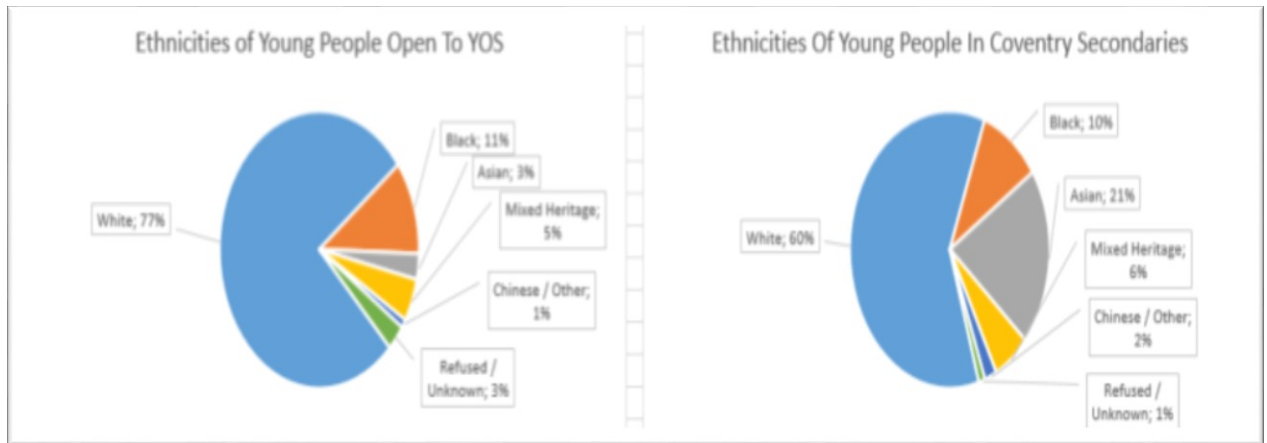 Ethnicities of Young People Open To YOS
Black; 11%
Asian; 3%
Mixed Heritage;
5%
White; 77%
Chinese / Other;
1%
Refused /
Unknown; 3%
Ethnicities Of Young People In Coventry Secondaries
Black; 10%
Asian; 21%
White; 60%
Mixed Heritage;
6%
Chinese / Other;
2%
Refused /
Unknown; 1%